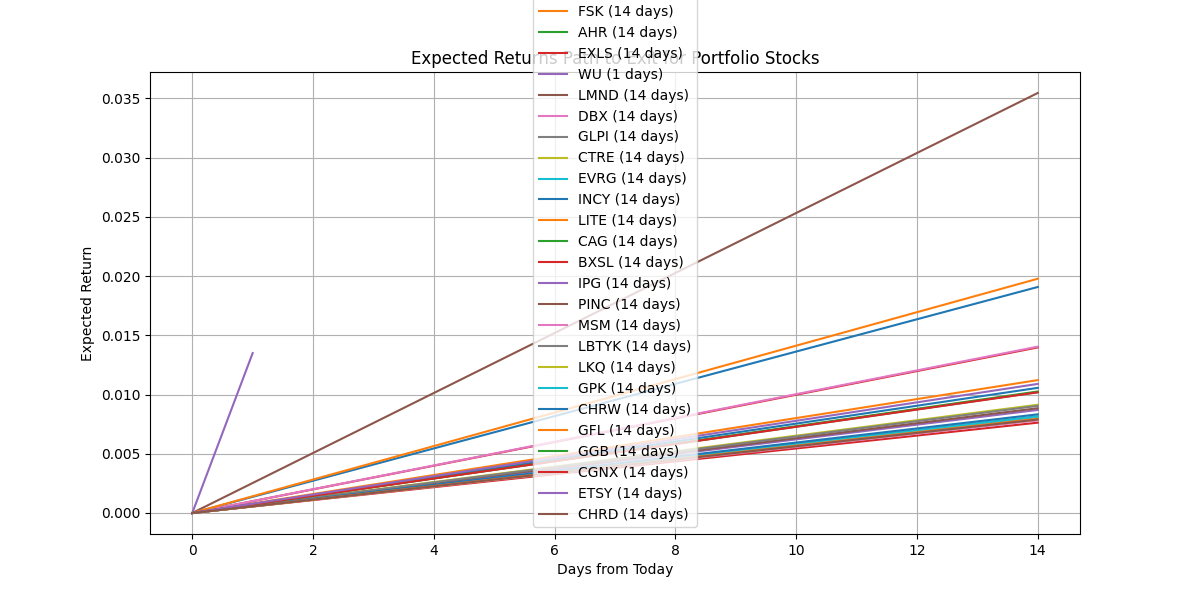 FSK (14 days)
AHR (14 days)
EXLS (14 days)
Expected Returns Path to Exit for Portfolio Stocks
WU (1 days)
LMND (14 days)
DBX (14 days)
GLPI (14 days)
CTRE (14 days)
EVRG (14 days)
INCY (14 days)
LITE (14 days)
CAG (14 days)
BXSL (14 days)
IPG (14 days)
PINC (14 days)
MSM (14 days)
LBTYK (14 days)
LKQ (14 days)
GPK (14 days)
CHRW (14 days)
GFL (14 days)
GGB (14 days)
CGNX (14 days)
ETSY (14 days)
CHRD (14 days)
0.035
0.030
0.025
0.020
0.015
0.010
0.005
0.000
Expected Return
0 2 4 6 8 10 12 14
Days from Today